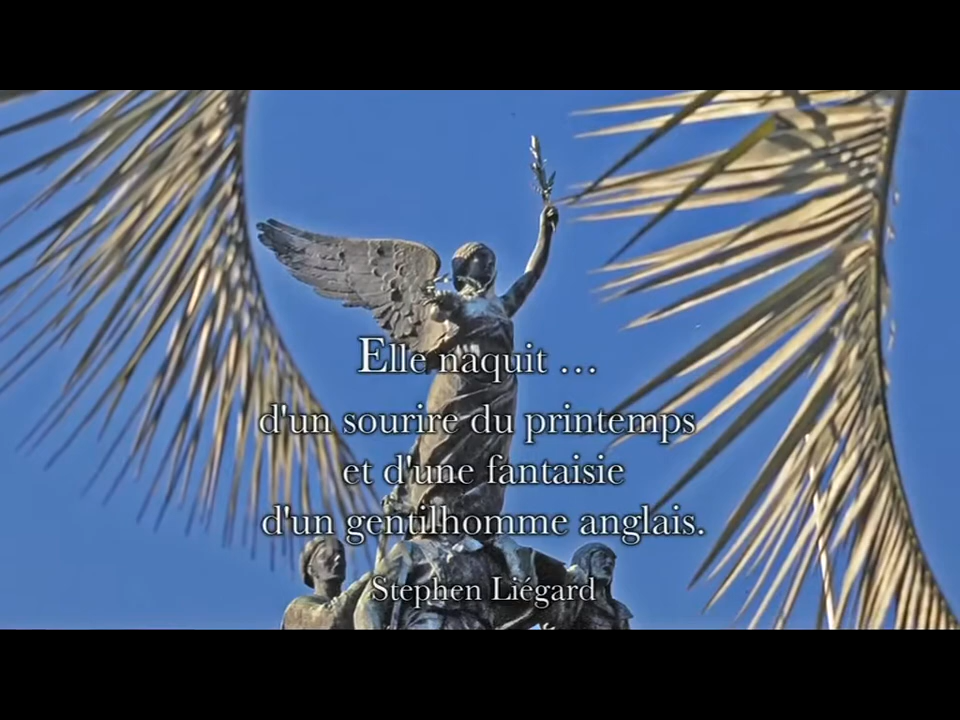 Elle naquit ...
d'un sourire du printemps
et d'une fantaisie
d'un gentilhomme anglais.
Stephen Liégard